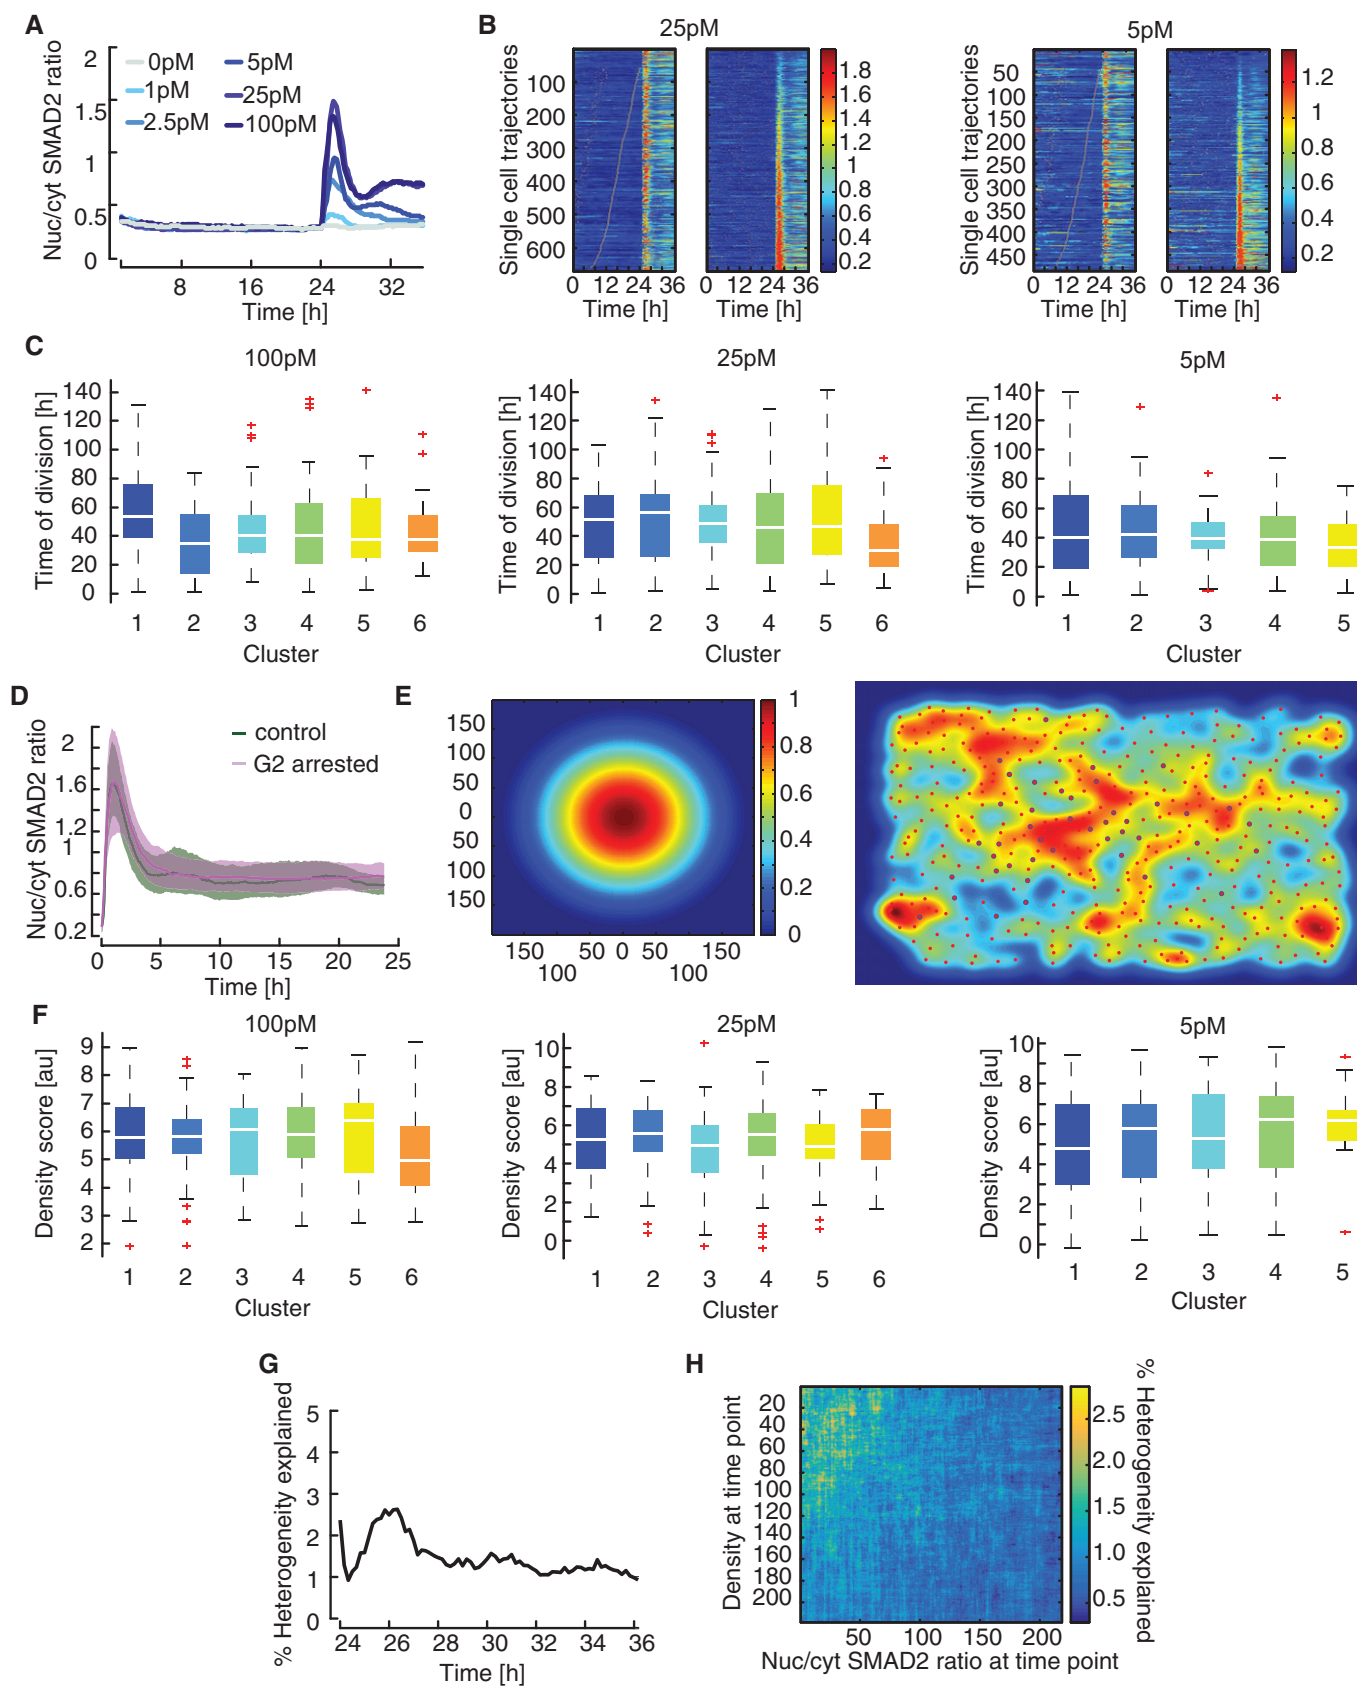 A
Nuc/cyt SMAD2 ratio
2
1.5
1
0.5
0
0pM
1pM
2.5pM
5pM
25pM
100pM
8 16 24 32
Time [h]
B
25pM
Single cell trajectories
100
200
300
400
500
600
0 12 24 36
Time [h]
0 12 24 36
Time [h]
1.8
1.6
1.4
1.2
1
0.8
0.6
0.4
0.2
5pM
Single cell trajectories
50
100
150
200
250
300
350
400
450
0 12 24 36
Time [h]
0 12 24 36
Time [h]
1.2
1
0.8
0.6
0.4
0.2
C
100pM
Time of division [h]
140
120
100
80
60
40
20
0
1 2 3 4 5 6
Cluster
25pM
Time of division [h]
140
120
100
80
60
40
20
0
1 2 3 4 5 6
Cluster
5pM
Time of division [h]
140
120
100
80
60
40
20
0
1 2 3 4 5
Cluster
D
Nuc/cyt SMAD2 ratio
2
1.6
1.2
1
0.6
0.2
control
G2 arrested
0 5 10 15 20 25
Time [h]
E
150
100
50
0
50
100
150
150 50 0 50 150
100 100
1
0.8
0.6
0.4
0.2
0
F
100pM
Density score [au]
9
8
7
6
5
4
3
2
1 2 3 4 5 6
Cluster
25pM
Density score [au]
10
8
6
4
2
0
1 2 3 4 5 6
Cluster
5pM
Density score [au]
10
8
6
4
2
0
1 2 3 4 5
Cluster
G
% Heterogeneity explained
5
4
3
2
1
0
24 26 28 30 32 34 36
Time [h]
H
Density at time point
20
40
60
80
100
120
140
160
180
200
50 100 150 200
Nuc/cyt SMAD2 ratio at time point
2.5
2.0
1.5
1.0
0.5
% Heterogeneity explained